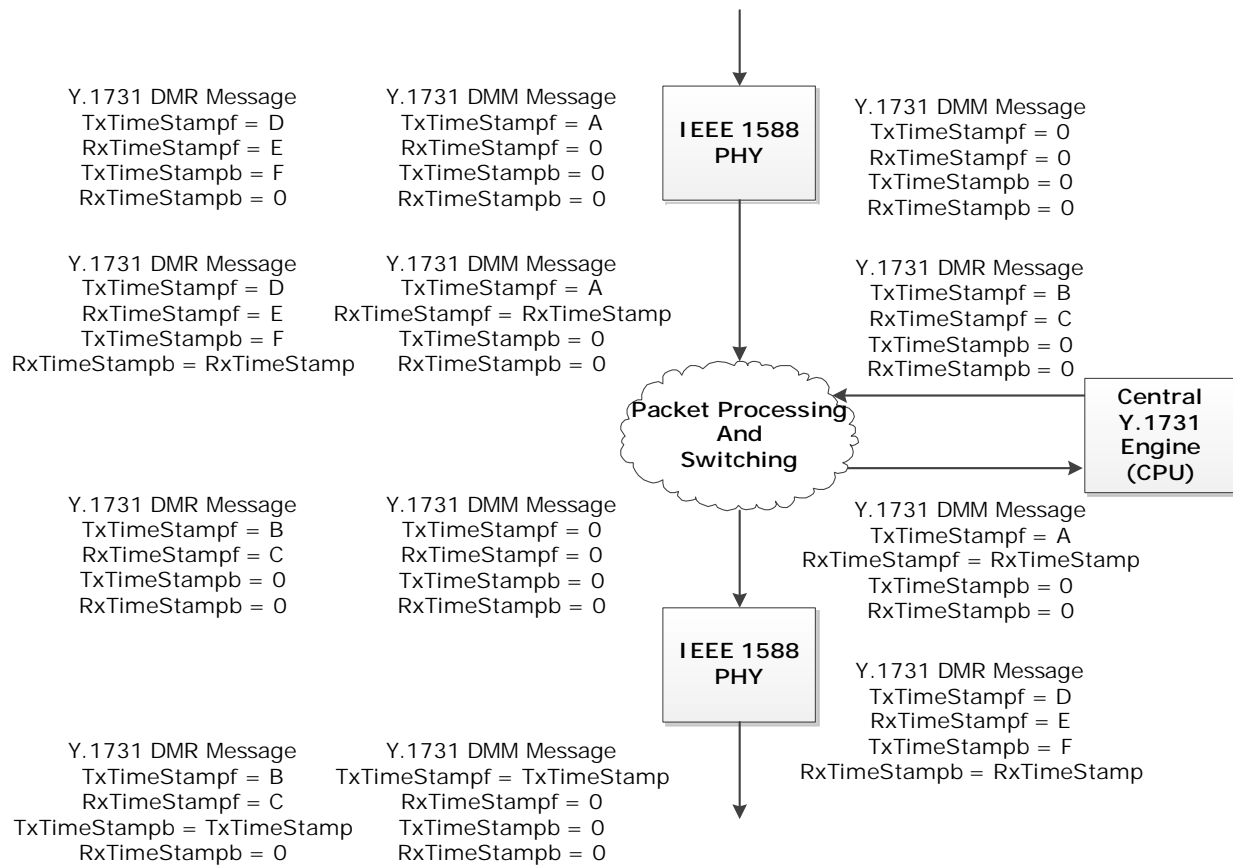 Y.1731 DMR Message
TxTimeStampf = D
RxTimeStampf = E
TxTimeStampb = F
RxTimeStampb = 0
Y.1731 DMM Message
TxTimeStampf = A
RxTimeStampf = 0
TxTimeStampb = 0
RxTimeStampb = 0
IEEE 1588
PHY
Y.1731 DMM Message
TxTimeStampf = 0
RxTimeStampf = 0
TxTimeStampb = 0
RxTimeStampb = 0
Y.1731 DMR Message
TxTimeStampf = D
RxTimeStampf = E
TxTimeStampb = F
RxTimeStampb = RxTimeStamp
Y.1731 DMM Message
TxTimeStampf = A
RxTimeStampf = RxTimeStamp
TxTimeStampb = 0
RxTimeStampb = 0
Y.1731 DMR Message
TxTimeStampf = B
RxTimeStampf = C
TxTimeStampb = 0
RxTimeStampb = 0
Packet Processing
And
Switching
Central
Y.1731
Engine
(CPU)
Y.1731 DMR Message
TxTimeStampf = B
RxTimeStampf = C
TxTimeStampb = 0
RxTimeStampb = 0
Y.1731 DMM Message
TxTimeStampf = 0
RxTimeStampf = 0
TxTimeStampb = 0
RxTimeStampb = 0
Y.1731 DMM Message
TxTimeStampf = A
RxTimeStampf = RxTimeStamp
TxTimeStampb = 0
RxTimeStampb = 0
IEEE 1588
PHY
Y.1731 DMR Message
TxTimeStampf = D
RxTimeStampf = E
TxTimeStampb = F
RxTimeStampb = RxTimeStamp
Y.1731 DMR Message
TxTimeStampf = B
RxTimeStampf = C
TxTimeStampb = TxTimeStamp
RxTimeStampb = 0
Y.1731 DMM Message
TxTimeStampf = TxTimeStamp
RxTimeStampf = 0
TxTimeStampb = 0
RxTimeStampb = 0